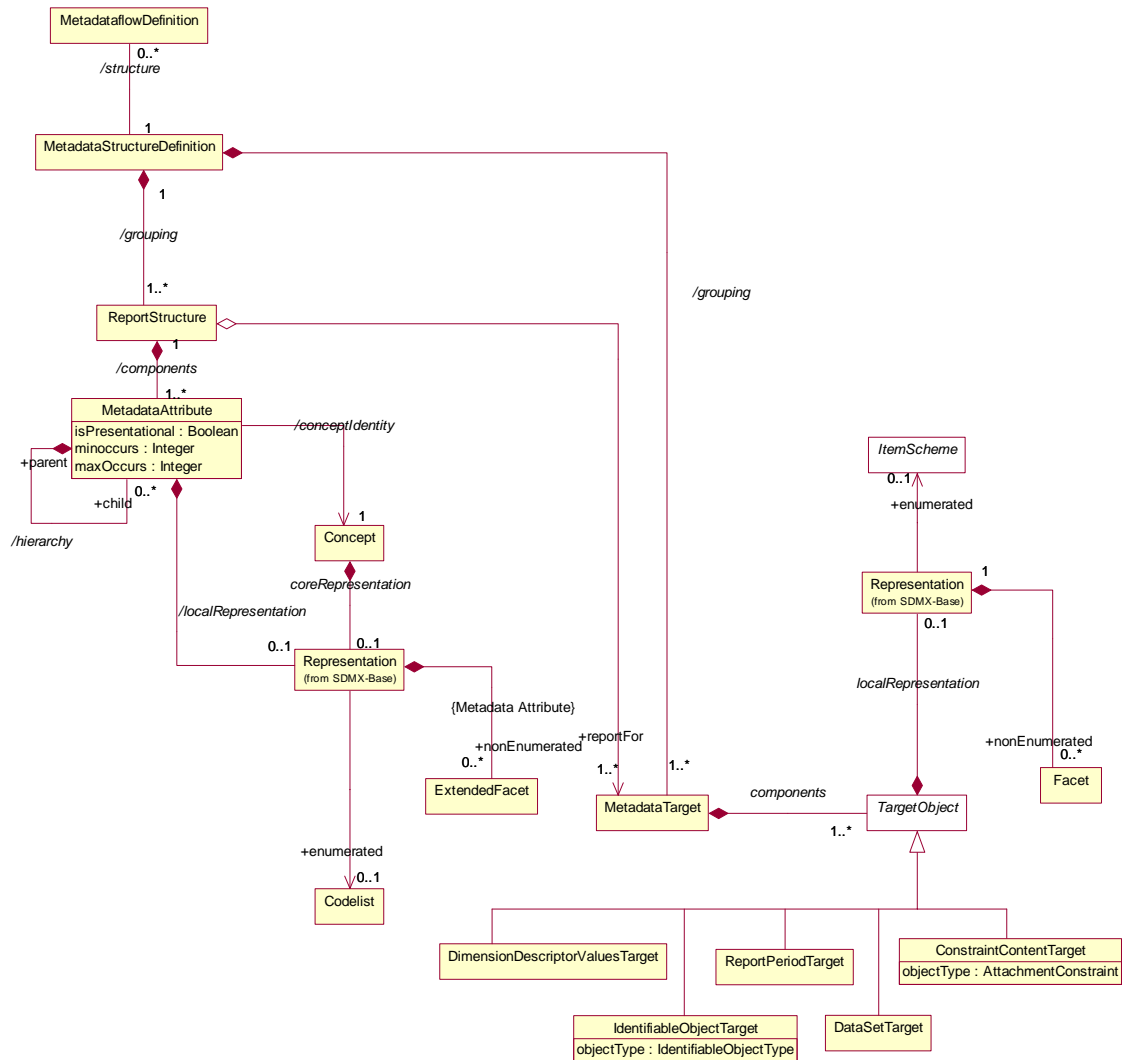 MetadataflowDefinition
0..*
/structure
1
MetadataStructureDefinition
1
/grouping
/grouping
1..*
ReportStructure
1
/components
1..*
MetadataAttribute
isPresentational : Boolean
minoccurs : Integer
maxOccurs : Integer
/conceptIdentity
+parent
+child
0..*
/hierarchy
1
Concept
coreRepresentation
/localRepresentation
0..1
0..1
Representation
(from SDMX-Base)
{Metadata Attribute}
+nonEnumerated
0..*
ExtendedFacet
+enumerated
0..1
Codelist
+reportFor
1..*
1..*
MetadataTarget
components
1..*
ItemScheme
0..1
+enumerated
Representation
(from SDMX-Base)
1
0..1
localRepresentation
+nonEnumerated
0..*
Facet
TargetObject
DimensionDescriptorValuesTarget
ReportPeriodTarget
ConstraintContentTarget
objectType : AttachmentConstraint
IdentifiableObjectTarget
objectType : IdentifiableObjectType
DataSetTarget